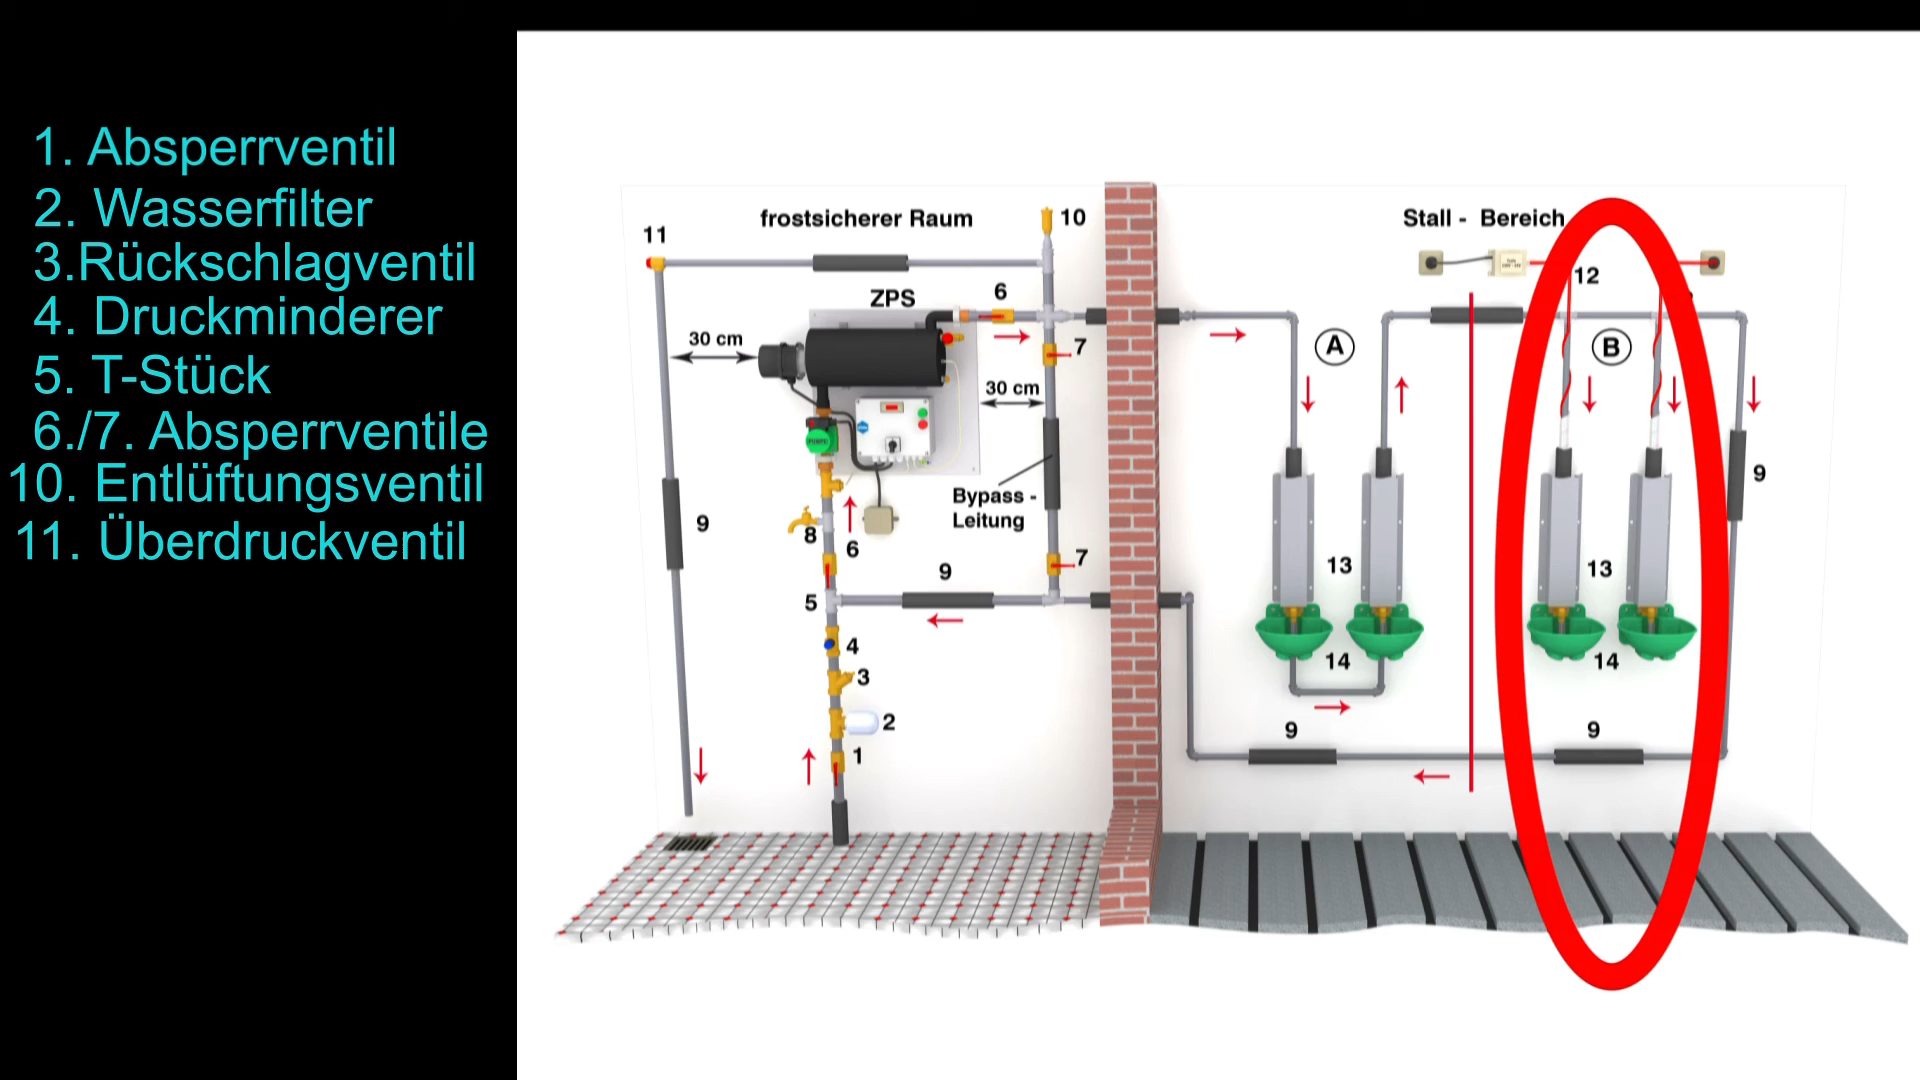 1. Absperrventil
2. Wasserfilter
3.Rückschlagventil
4. Druckminderer
5. T-Stück
6./7. Absperrventile
10. Entlüftungsventil
11. Überdruckventil
frostsicherer Raum
10
Stall - Bereich
11
12
ZPS
6
30 cm
7
A
B
30 cm
PUMPE
9
Bypass -
Leitung
9
8
6
7
9
13
13
5
4
14
14
3
2
9
9
1